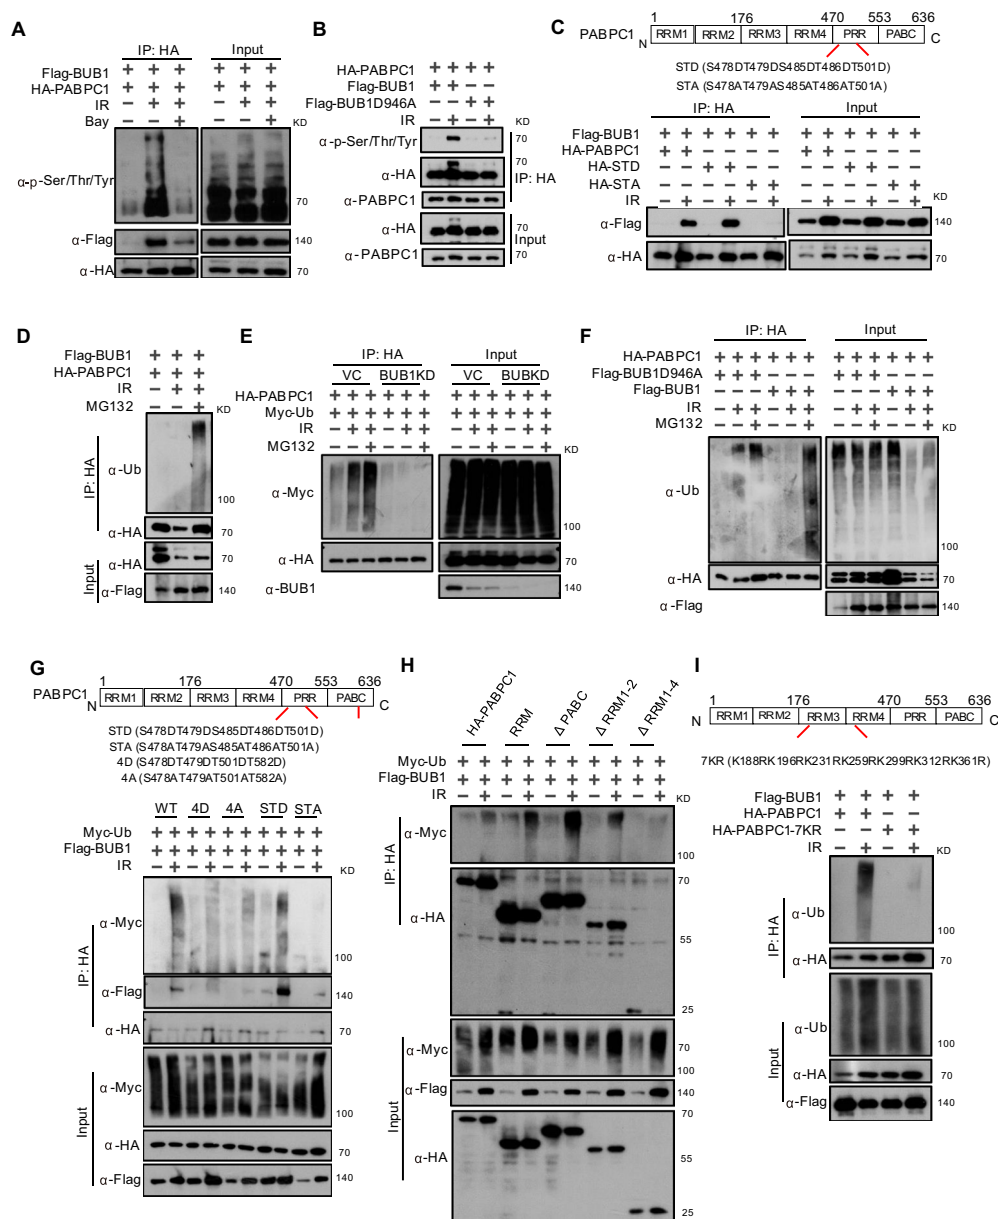 A
IP: HA Input
Flag-BUB1 + + + + + +
HA-PABPC1 + + + + + +
IR − + + − + +
Bay − − + − − + KD
α-p-Ser/Thr/Tyr 70
α-Flag 140
α-HA 70
B
HA-PABPC1 + + + +
Flag-BUB1 − + − −
Flag-BUB1D946A − − + +
IR − + − + KD
α-p-Ser/Thr/Tyr 70
70
α-HA IP: HA
α-PABPC1
α-HA 70
Input
α-PABPC1 70
C
1 176 470 553 636
PABPC1 N RRM1 RRM2 RRM3 RRM4 PRR PABC C
STD (S478DT479DS485DT486DT501D)
STA (S478AT479AS485AT486AT501A)
IP: HA Input
Flag-BUB1 + + + + + + + + + + + +
HA-PABPC1 + + − − − − + + − − − −
HA-STD − − + + − − − − + + − −
HA-STA − − − − + + − − − − + +
IR − + − + − + − + − + − + KD
α-Flag 140
α-HA 70
D
Flag-BUB1 + + +
HA-PABPC1 + + +
IR − + +
MG132 − − + KD
IP: HA
α-Ub
100
α-HA 70
Input
α-HA 70
α-Flag 140
E
IP: HA Input
VC BUB1KD VC BUBKD
HA-PABPC1 + + + + + + + + + + + +
Myc-Ub + + + + + + + + + + + +
IR − + + − + + − + + − + +
MG132 − − + − − + − − + − − + KD
α-Myc 100
α-HA 70
α-BUB1 140
F
IP: HA Input
HA-PABPC1 + + + + + + + + + + + +
Flag-BUB1D946A + + + − − − + + + − − −
Flag-BUB1 − − − + + + − − − + + +
IR − + + − + + − + + − + +
MG132 − − + − − + − − + − − + KD
α-Ub
100
α-HA 70
α-Flag 140
G
1 176 470 553 636
PABPC1 N RRM1 RRM2 RRM3 RRM4 PRR PABC C
STD (S478DT479DS485DT486DT501D)
STA (S478AT479AS485AT486AT501A)
4D (S478DT479DT501DT582D)
4A (S478AT479AT501AT582A)
WT 4D 4A STD STA
Myc-Ub + + + + + + + + + +
Flag-BUB1 + + + + + + + + + +
IR − + − + − + − + − + KD
IP: HA
α-Myc
100
α-Flag 140
α-HA 70
Input
α-Myc
100
α-HA 70
α-Flag 140
H
HA-PABPC1 RRM Δ PABC Δ RRM1-2 Δ RRM1-4
Myc-Ub + + + + + + + + + +
Flag-BUB1 + + + + + + + + + +
IR − + − + − + − + − + KD
IP: HA
α-Myc
100
70
α-HA
55
25
Input
α-Myc 70
100
α-Flag 140
70
α-HA
55
25
I
1 176 470 553 636
N RRM1 RRM2 RRM3 RRM4 PRR PABC C
7KR (K188RK196RK231RK259RK299RK312RK361R)
Flag-BUB1 + + + +
HA-PABPC1 + + − −
HA-PABPC1-7KR − − + +
IR − + − + KD
IP: HA
α-Ub
100
α-HA 70
Input
α-Ub
100
α-HA 70
α-Flag 140